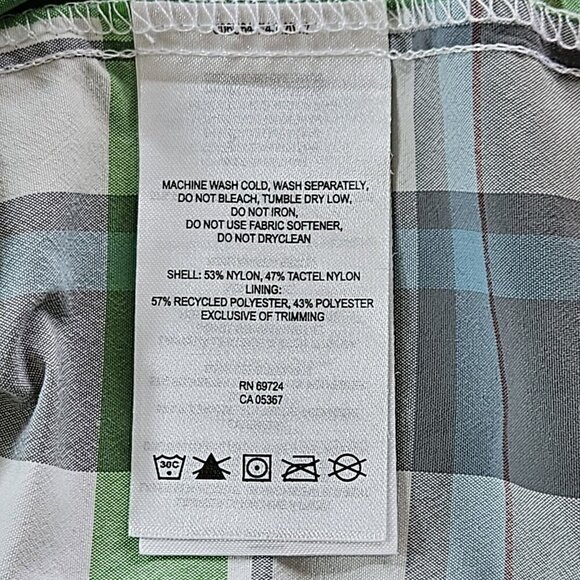 MACHINE WASH COLD, WASH SEPARATELY,
DO NOT BLEACH, TUMBLE DRY LOW,
DO NOT IRON,
DO NOT USE FABRIC SOFTENER,
DO NOT DRYCLEAN
SHELL: 53% NYLON, 47% TACTEL NYLON
LINING:
57% RECYCLED POLYESTER, 43% POLYESTER
EXCLUSIVE OF TRIMMING
RN 69724
CA 05367
30C